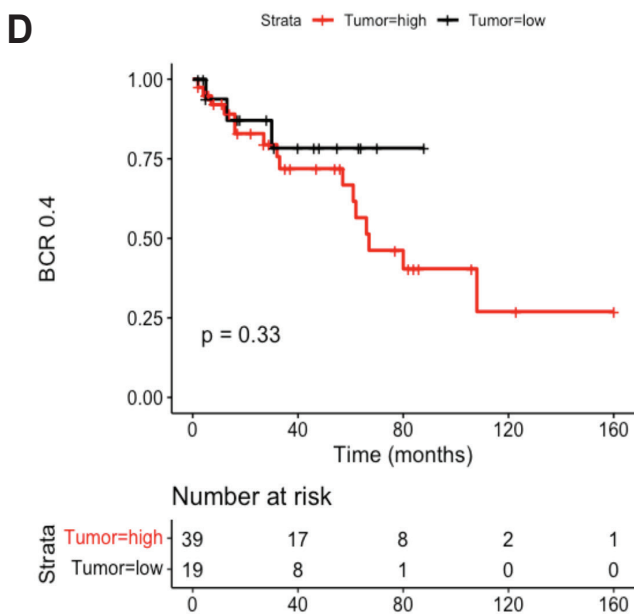 D
Strata Tumor=high Tumor=low
1.00
0.75
0.50
0.25
0.00
BCR 0.4
p = 0.33
0 40 80 120 160
Time (months)
Number at risk
Strata
Tumor=high 39 17 8 2 1
Tumor=low 19 8 1 0 0
0 40 80 120 160